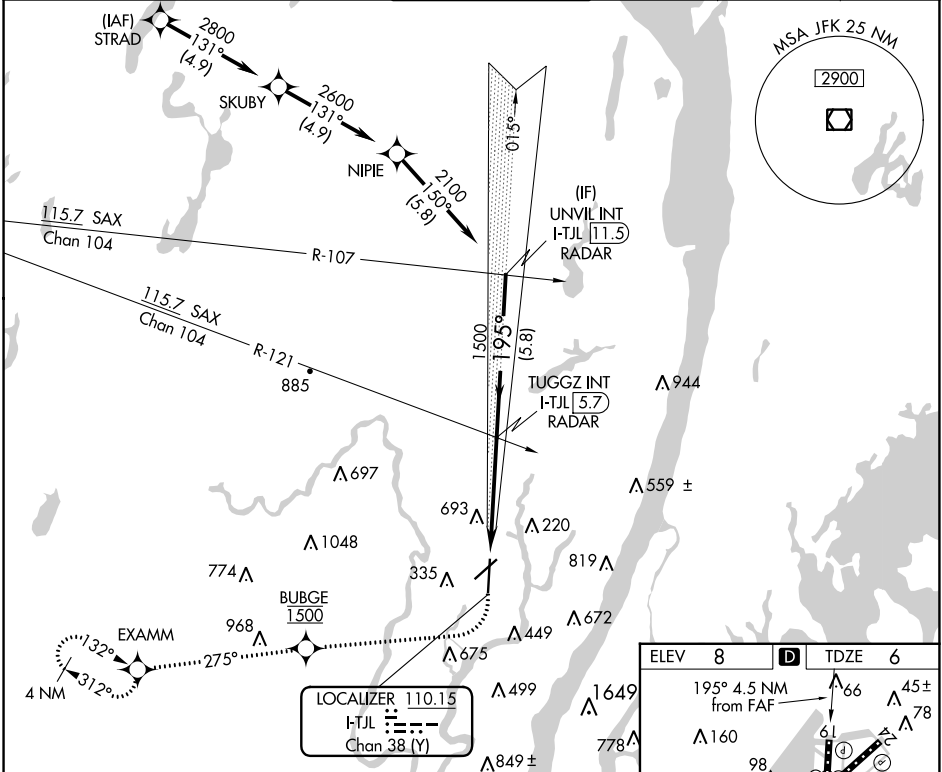 (IAF)
STRAD
2800
131°
(4.9)
SKUBY
2600
131°
(4.9)
NIPIE
2100
150°
(5.8)
015°
MSA JFK 25 NM
2900
(IF)
UNVIL INT
I-TJL 11.5
RADAR
115.7 SAX
Chan 104
R-107
115.7 SAX
Chan 104
R-121
885
1500
195°
(5.8)
TUGGZ INT
I-TJL 5.7
RADAR
944
697
559 ±
693
220
1048
774
335
819
BUBGE
1500
672
EXAMM
968
449
132°
275°
675
312°
4 NM
499
1649
LOCALIZER 110.15
I-TJL
Chan 38 (Y)
778
849 ±
ELEV 8 D TDZE 6
195° 4.5 NM
from FAF
66
45 ±
78
160
19
24
P
P
98